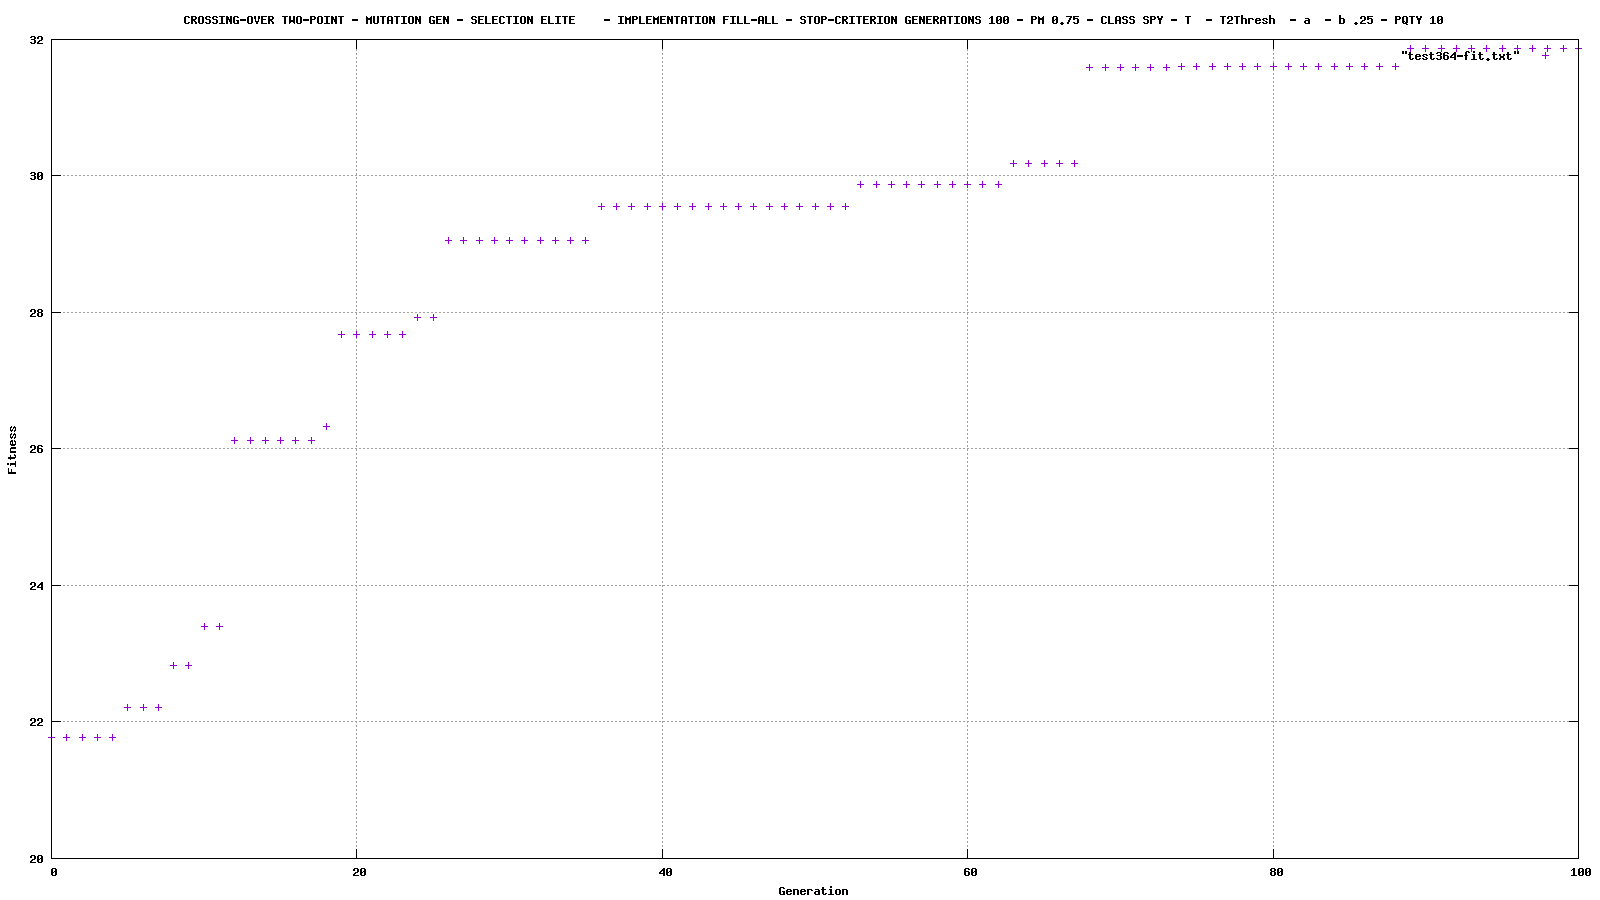 CROSSING-OVER TWO-POINT - MUTATION GEN - SELECTION ELITE    - IMPLEMENTATION FILL-ALL - STOP-CRITERION GENERATIONS 100 - PM 0.75 - CLASS SPY - T  - T2Thresh  - a  - b .25 - PQTY 10
"test364-fit.txt"
32
30
28
26
24
22
20
Fitness
0 20 40 60 80 100
Generation